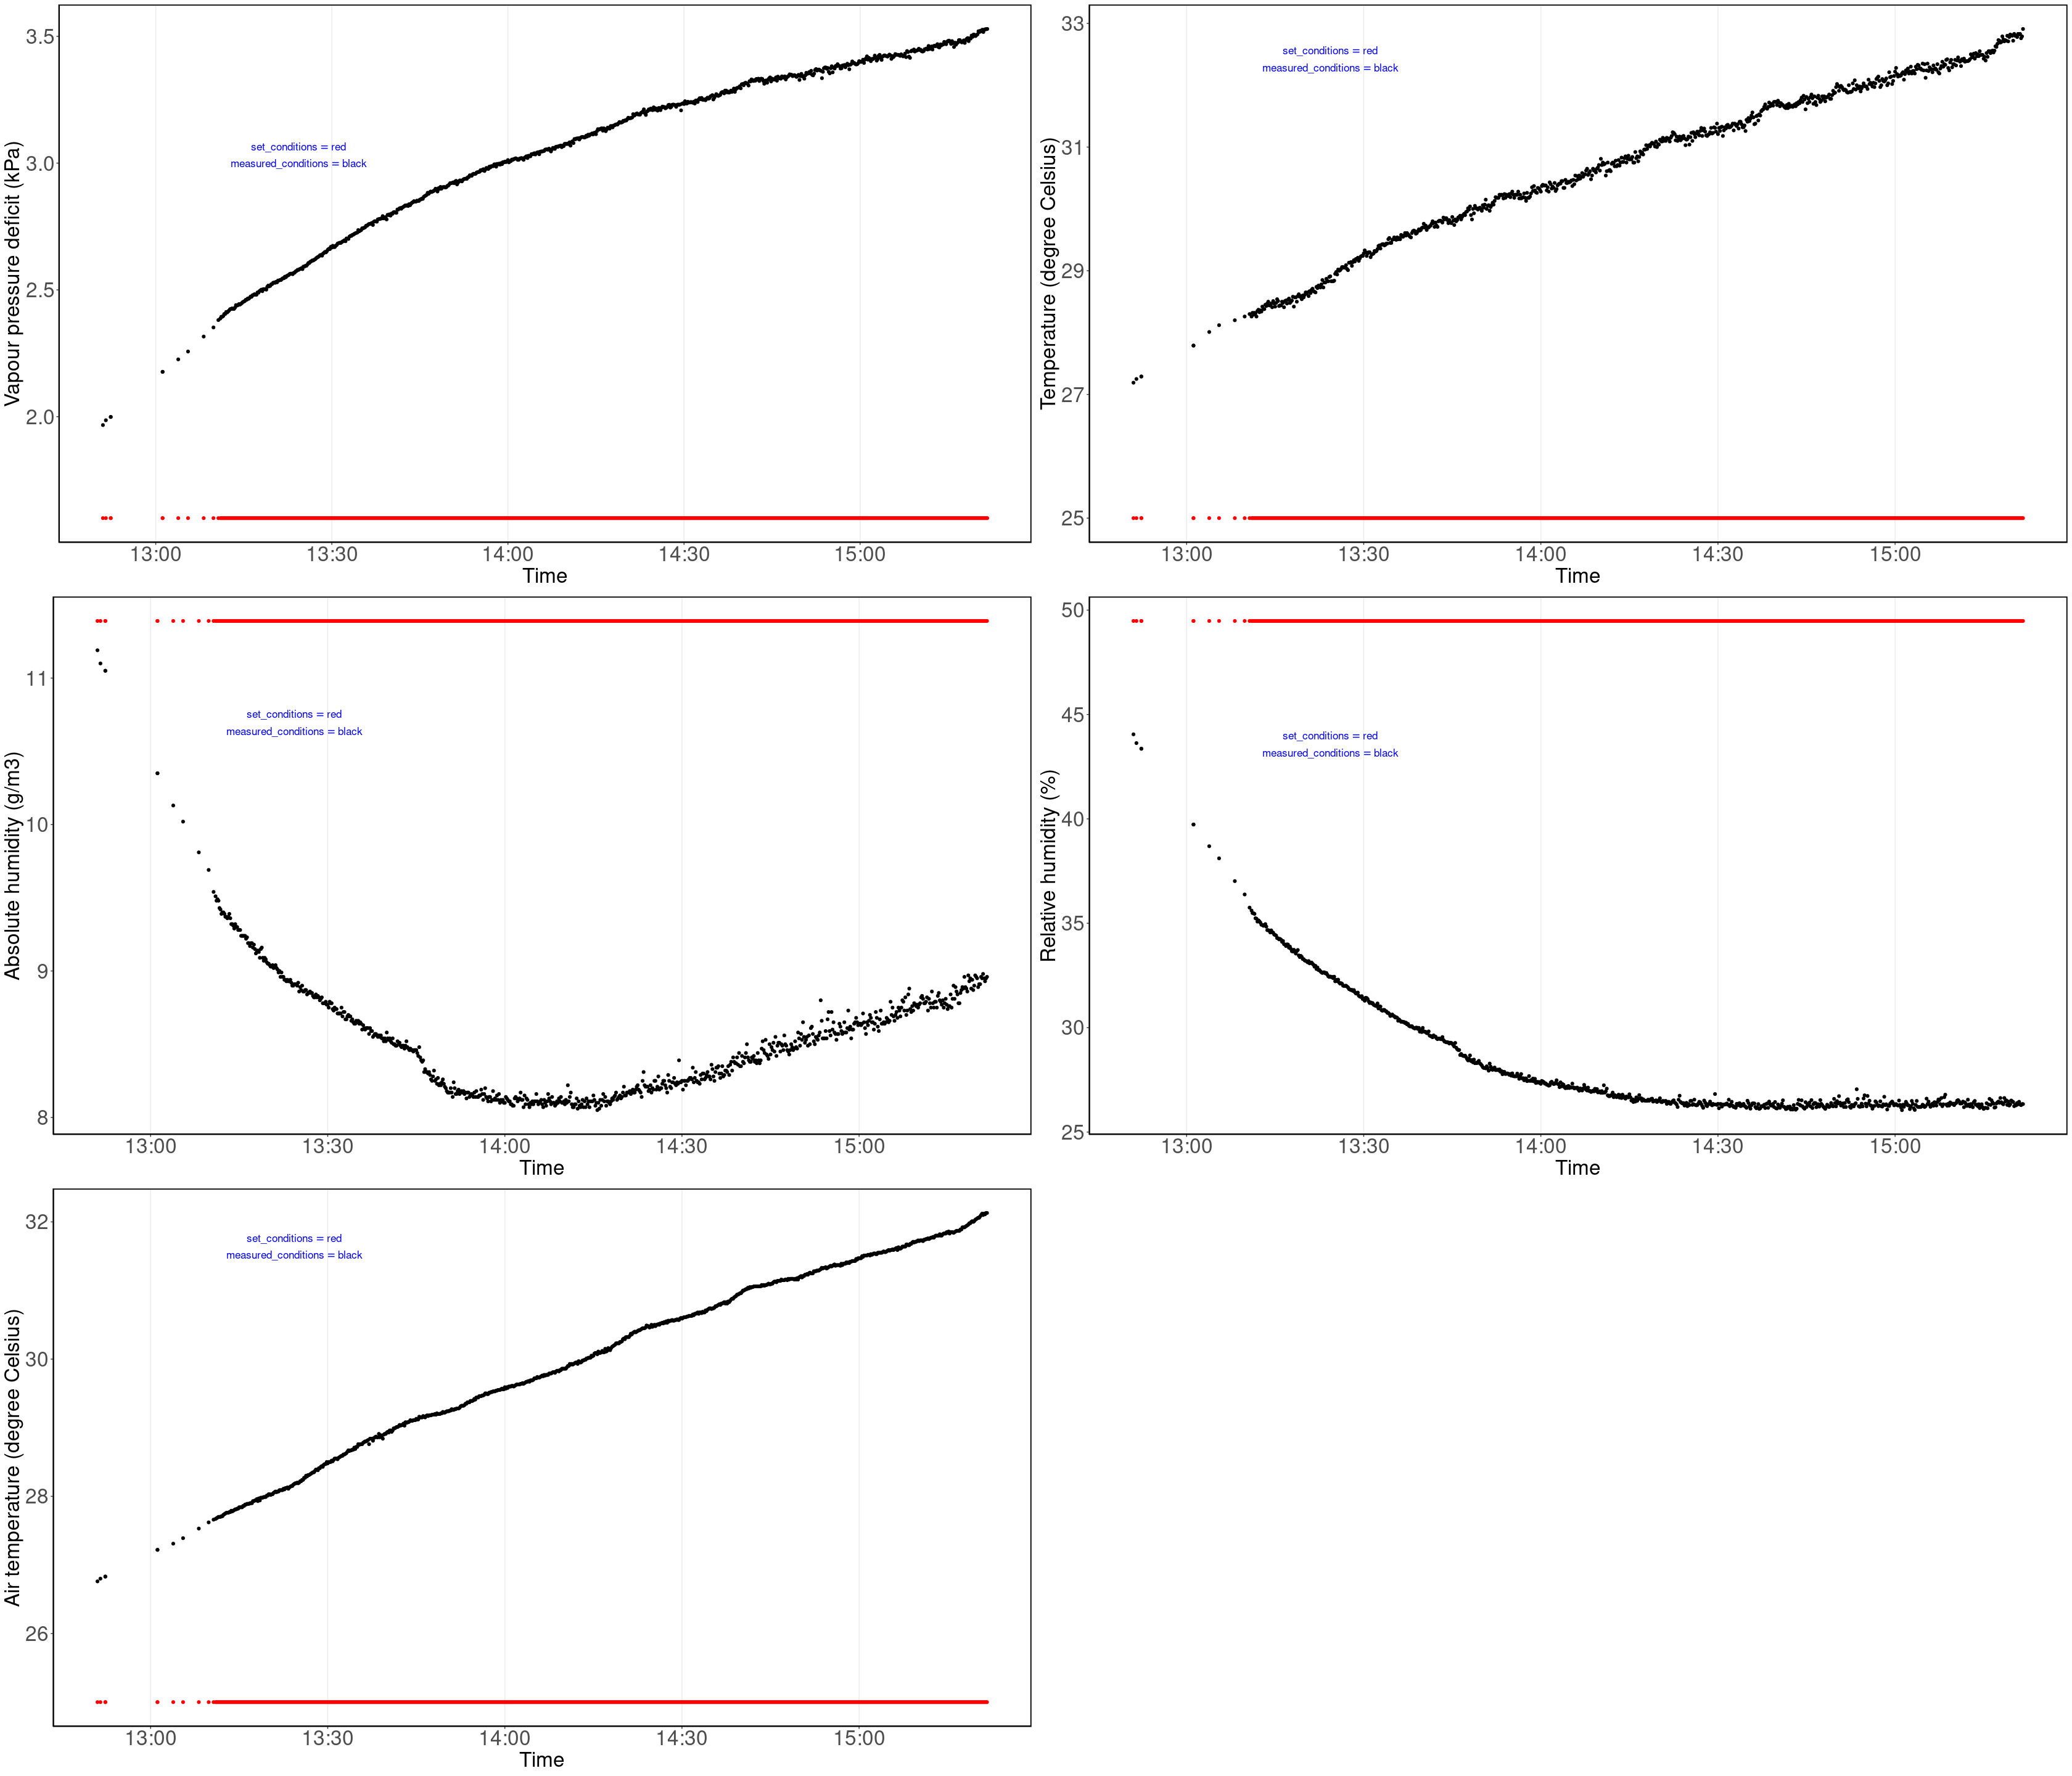 3.5
3.0
2.5
2.0
Vapour pressure deficit (kPa)
set_conditions = red
measured_conditions = black
13:00 13:30 14:00 14:30 15:00
Time
33
31
29
27
25
Temperature (degree Celsius)
set_conditions = red
measured_conditions = black
13:00 13:30 14:00 14:30 15:00
Time
11
10
9
8
Absolute humidity (g/m3)
set_conditions = red
measured_conditions = black
13:00 13:30 14:00 14:30 15:00
Time
50
45
40
35
30
25
Relative humidity (%)
set_conditions = red
measured_conditions = black
13:00 13:30 14:00 14:30 15:00
Time
32
30
28
26
Air temperature (degree Celsius)
set_conditions = red
measured_conditions = black
13:00 13:30 14:00 14:30 15:00
Time